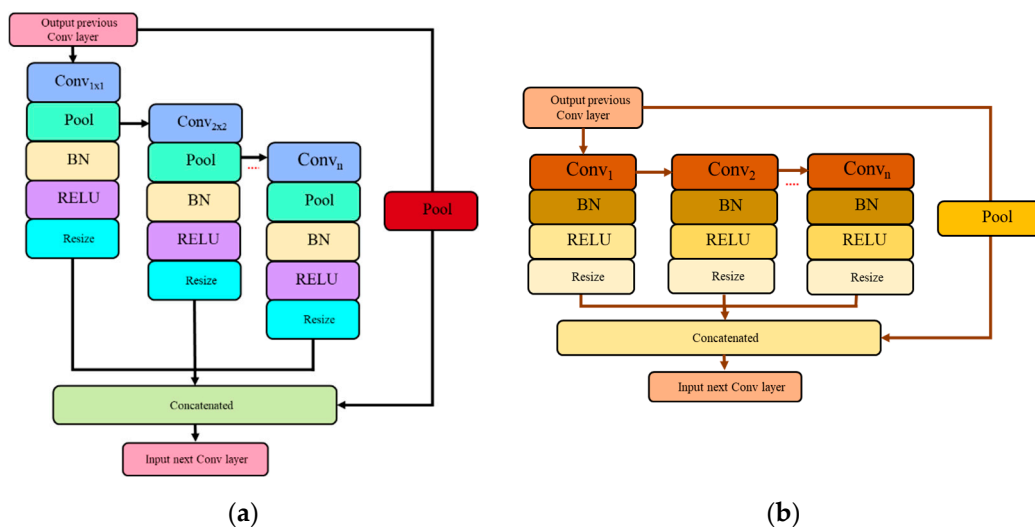 Output previous
Conv layer
Conv1x1
Pool
BN
RELU
Resize
Conv2x2
Pool
BN
RELU
Resize
....
Convn
Pool
BN
RELU
Resize
Pool
Concatenated
Input next Conv layer
(a)
Output previous
Conv layer
Conv1
BN
RELU
Resize
Conv2
BN
RELU
Resize
....
Convn
BN
RELU
Resize
Pool
Concatenated
Input next Conv layer
(b)